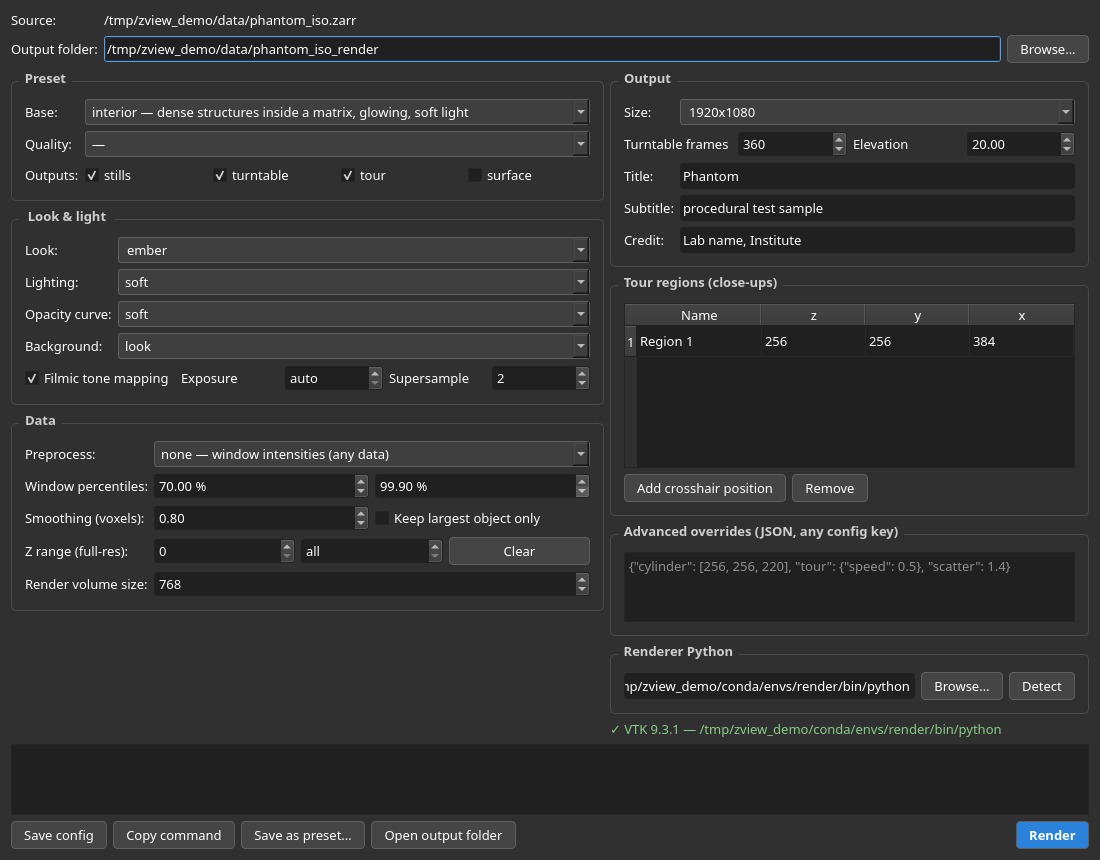 Source: /tmp/zview_demo/data/phantom_iso.zarr
Output folder: /tmp/zview_demo/data/phantom_iso_render Browse...
Preset
Base: interior — dense structures inside a matrix, glowing, soft light
Quality: —
Outputs: stills turntable tour surface
Look & light
Look: ember
Lighting: soft
Opacity curve: soft
Background: look
Filmic tone mapping Exposure auto Supersample 2
Data
Preprocess: none — window intensities (any data)
Window percentiles: 70.00 % 99.90 %
Smoothing (voxels): 0.80 Keep largest object only
Z range (full-res): 0 all Clear
Render volume size: 768
Output
Size: 1920x1080
Turntable frames 360 Elevation 20.00
Title: Phantom
Subtitle: procedural test sample
Credit: Lab name, Institute
Tour regions (close-ups)
Name z y x
1 Region 1 256 256 384
Add crosshair position Remove
Advanced overrides (JSON, any config key)
{"cylinder": [256, 256, 220], "tour": {"speed": 0.5}, "scatter": 1.4}
Renderer Python
np/zview_demo/conda/envs/render/bin/python Browse... Detect
✓ VTK 9.3.1 — /tmp/zview_demo/conda/envs/render/bin/python
Save config Copy command Save as preset... Open output folder Render